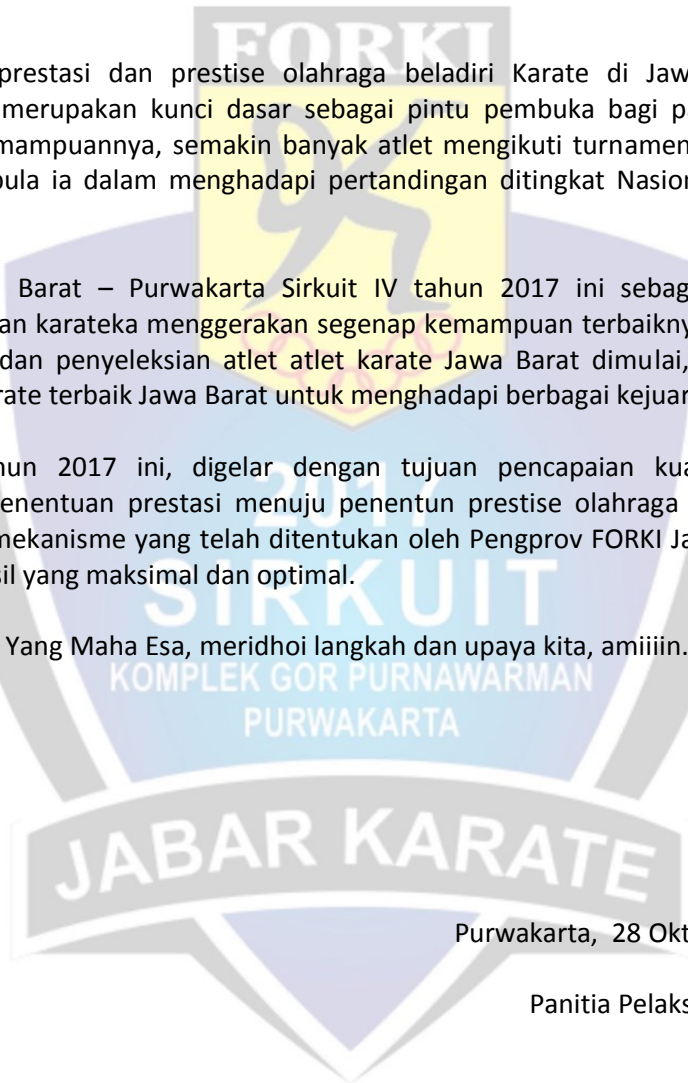 FORKI
prestasi dan prestise olahraga beladiri Karate di Jaw
merupakan kunci dasar sebagai pintu pembuka bagi p
mampuannya, semakin banyak atlet mengikuti turnamen
pula ia dalam menghadapi pertandingan ditingkat Nasion
Barat – Purwakarta Sirkuit IV tahun 2017 ini sebag
an karateka menggerakan segenap kemampuan terbaikny
dan penyeleksian atlet atlet karate Jawa Barat dimulai,
rate terbaik Jawa Barat untuk menghadapi berbagai kejuar
hun 2017 ini, digelar dengan tujuan pencapaian kua
enentuan prestasi menuju penentun prestise olahraga
mekanisme yang telah ditentukan oleh Pengprov FORKI Ja
sil yang maksimal dan optimal.
Yang Maha Esa, meridhoi langkah dan upaya kita, amiiiin.
2017
SIRKUIT
KOMPLEK GOR PURNAWARMAN
PURWAKARTA
JABAR KARATE
Purwakarta, 28 Okt
Panitia Pelaks